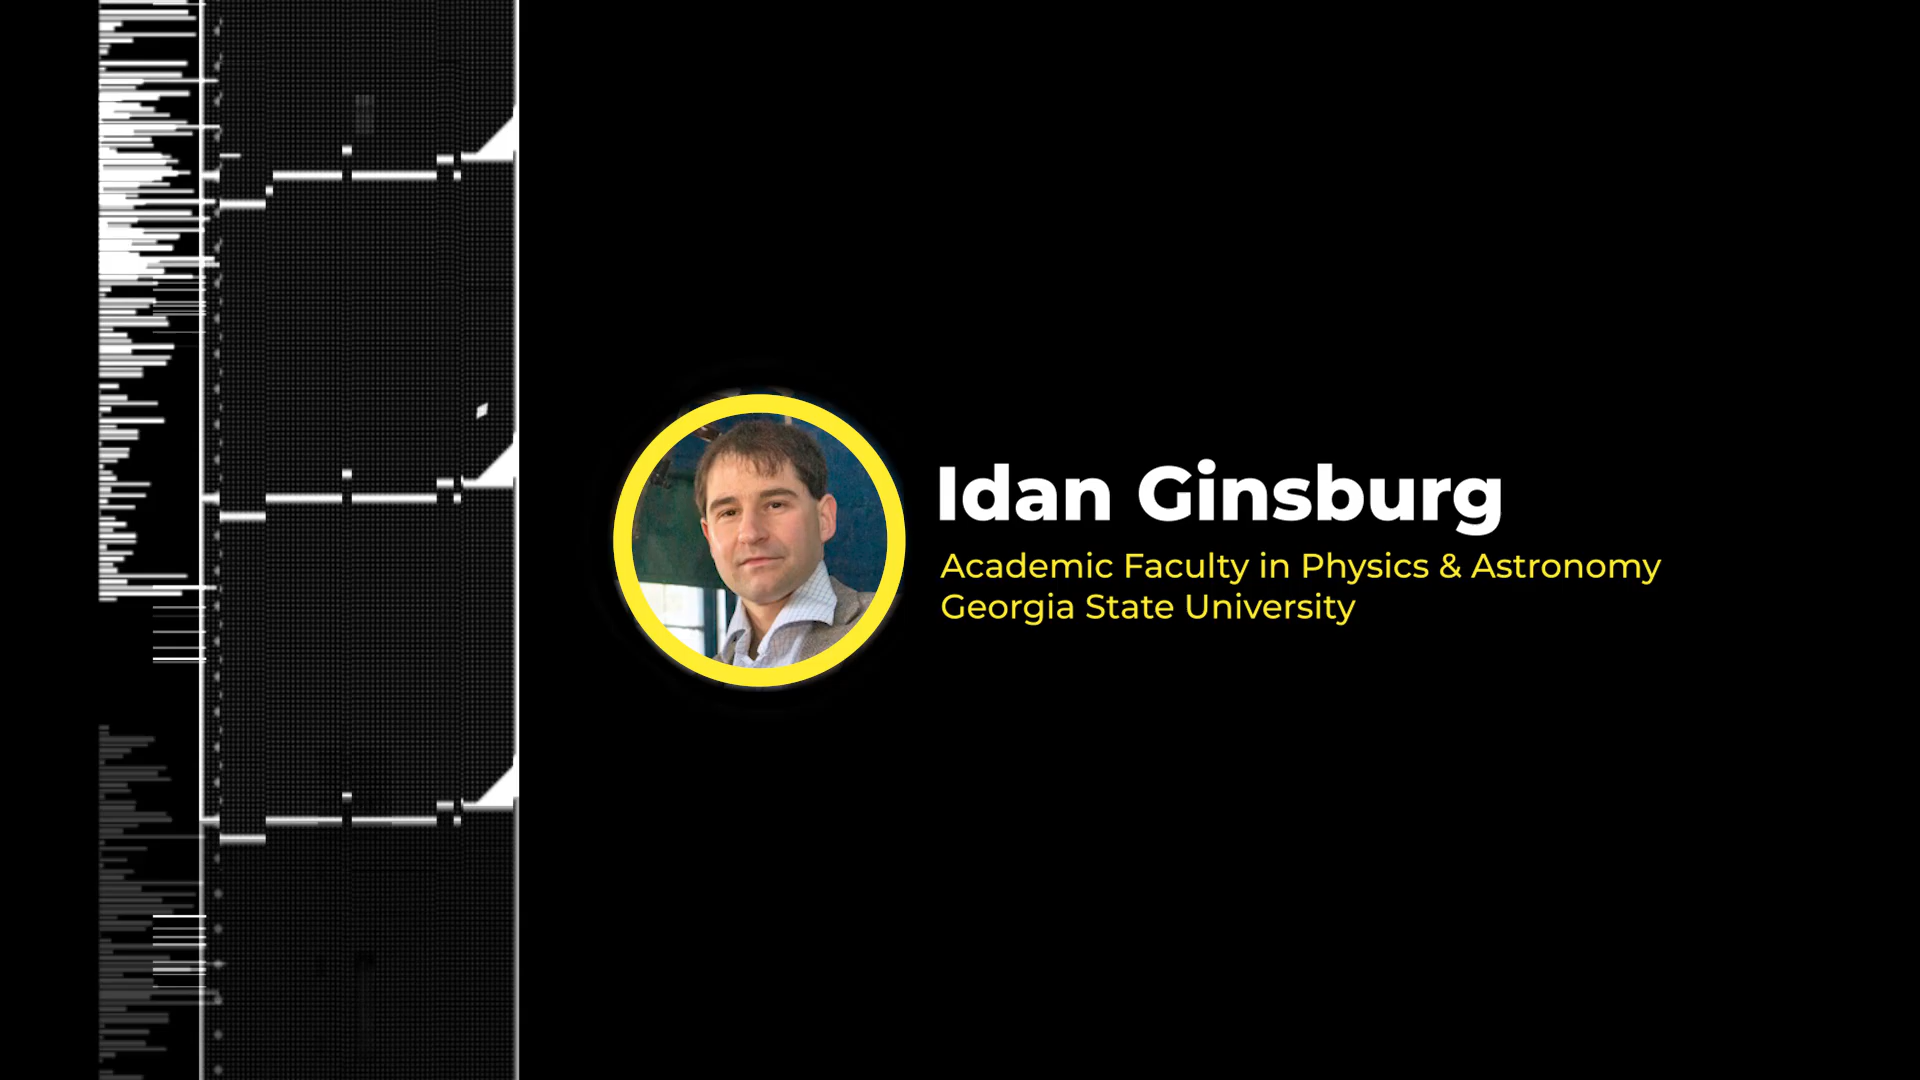 Idan Ginsburg
Academic Faculty in Physics & Astronomy
Georgia State University